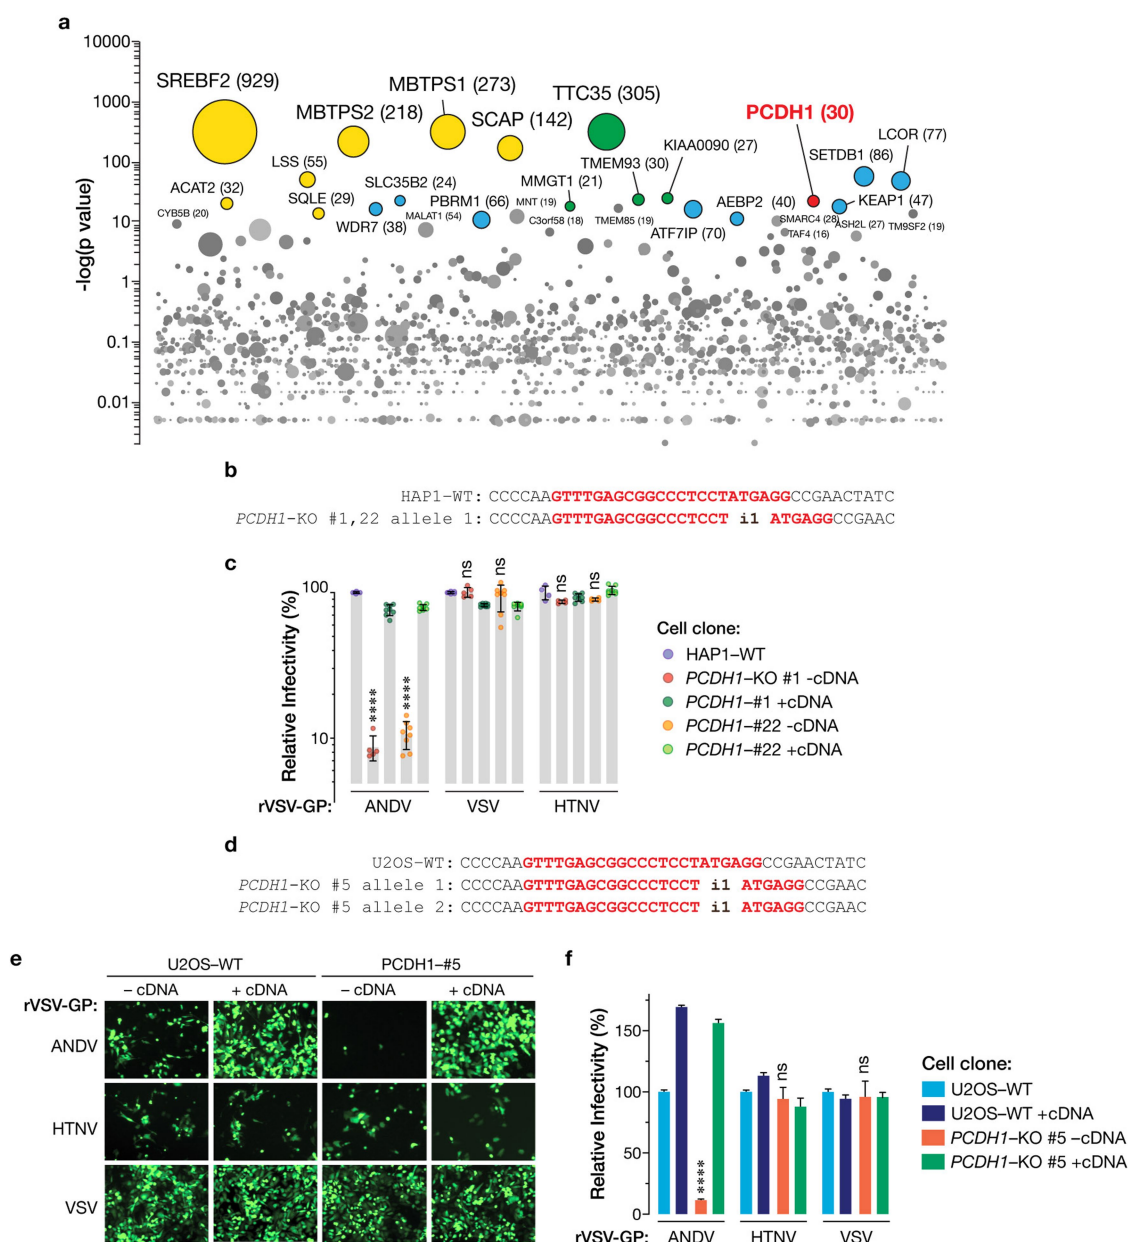 a
10000
1000
100
10
1
0.1
0.01
-log(p value)
SREBF2 (929)
MBTPS1 (273)
MBTPS2 (218)
SCAP (142)
TTC35 (305)
PCDH1 (30)
LCOR (77)
SETDB1 (86)
KIAA0090 (27)
TMEM93 (30)
LSS (55)
ACAT2 (32)
SQLE (29)
SLC35B2 (24)
MMGT1 (21)
CYB5B (20)
WDR7 (38)
MALAT1 (54)
PBRM1 (66)
MNT (19)
C3orf58 (18)
TMEM85 (19)
ATF7IP (70)
AEBP2 (40)
SMARC4 (28)
TAF4 (16)
KEAP1 (47)
ASH2L (27)
TM9SF2 (19)
b
HAP1–WT: CCCCAAGTTTGAGCGGCCCTCCTATGAGGCCGAACTATC
PCDH1-KO #1,22 allele 1: CCCCAAGTTTGAGCGGCCCTCCT i1 ATGAGGCCGAAC
c
Relative Infectivity (%)
100
10
**** ****
ns ns
ns ns
rVSV-GP: ANDV VSV HTNV
Cell clone:
HAP1–WT
PCDH1–KO #1 -cDNA
PCDH1–#1 +cDNA
PCDH1–#22 -cDNA
PCDH1–#22 +cDNA
d
U2OS–WT: CCCCAAGTTTGAGCGGCCCTCCTATGAGGCCGAACTATC
PCDH1-KO #5 allele 1: CCCCAAGTTTGAGCGGCCCTCCT i1 ATGAGGCCGAAC
PCDH1-KO #5 allele 2: CCCCAAGTTTGAGCGGCCCTCCT i1 ATGAGGCCGAAC
e
U2OS–WT PCDH1–#5
– cDNA + cDNA – cDNA + cDNA
rVSV-GP:
ANDV
HTNV
VSV
f
Relative Infectivity (%)
150
100
50
0
****
ns
ns
rVSV-GP: ANDV HTNV VSV
Cell clone:
U2OS–WT
U2OS–WT +cDNA
PCDH1–KO #5 –cDNA
PCDH1–KO #5 +cDNA